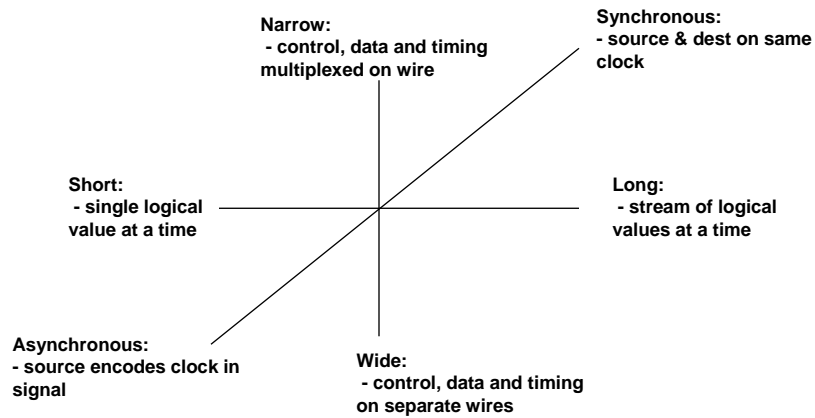 Narrow:
- control, data and timing
multiplexed on wire
Synchronous:
- source & dest on same
clock
Short:
- single logical
value at a time
Long:
- stream of logical
values at a time
Asynchronous:
- source encodes clock in
signal
Wide:
- control, data and timing
on separate wires